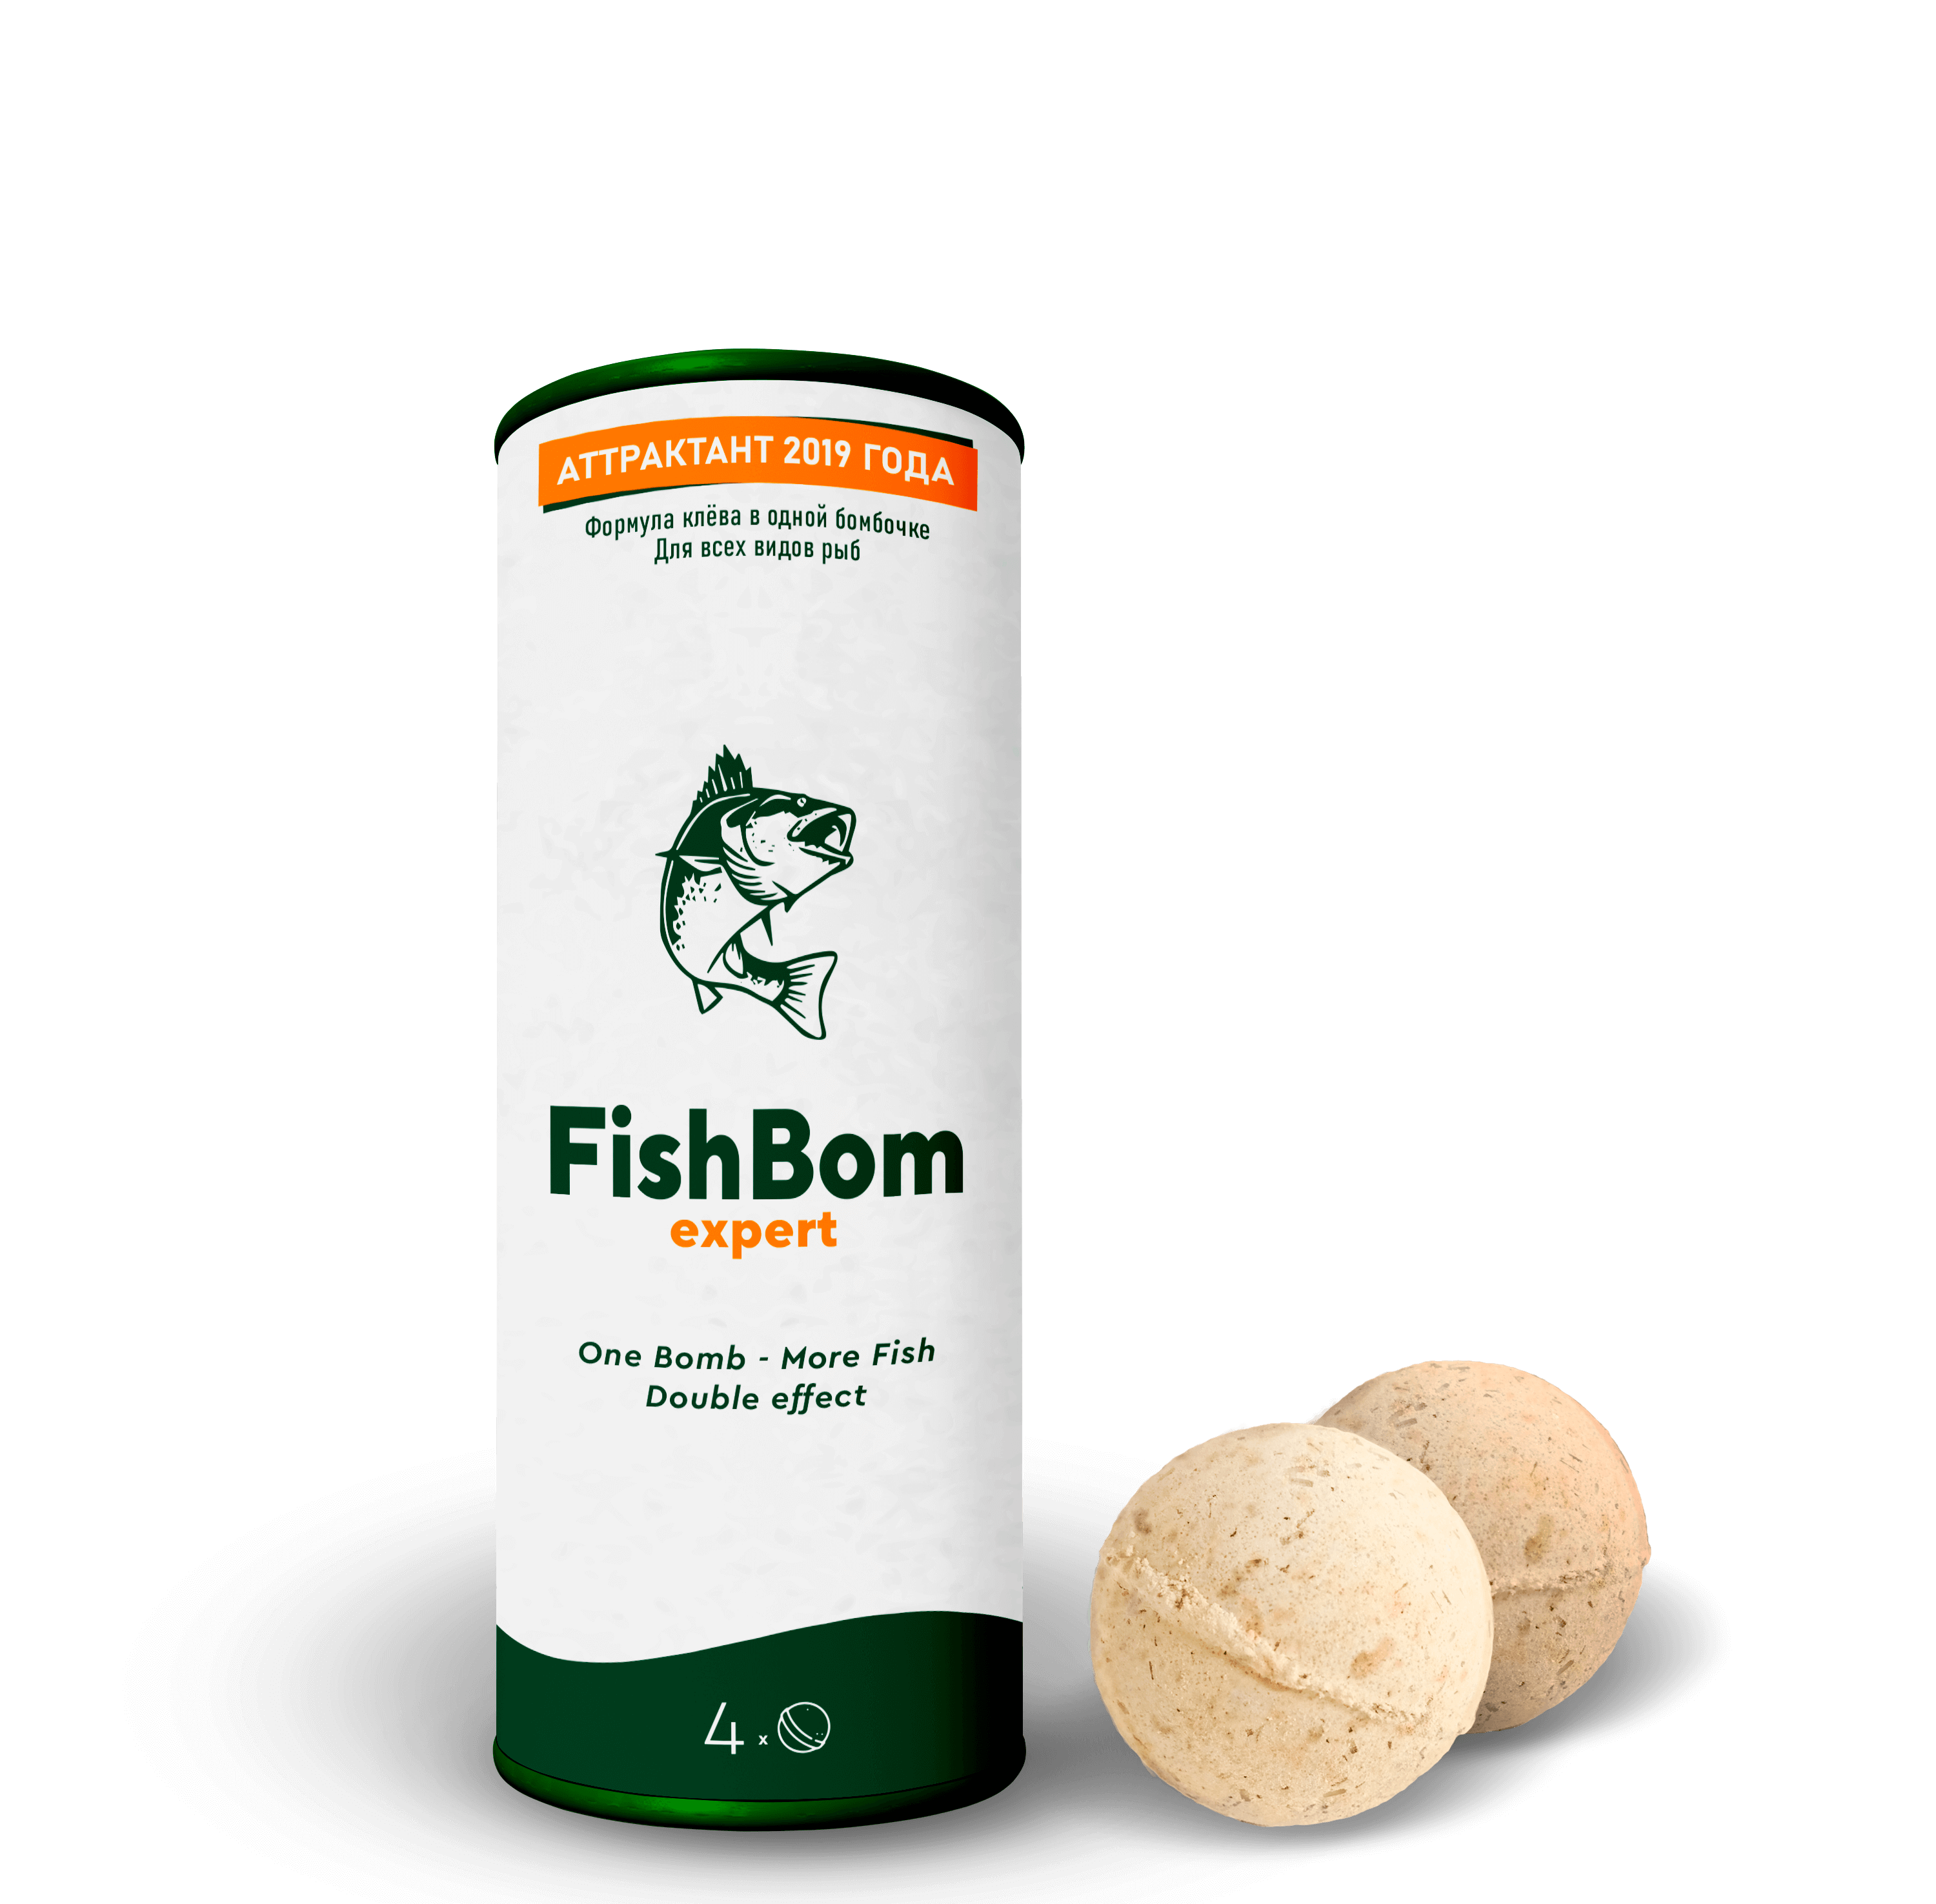 АТТРАКТАНТ 2019 ГОДА
Формула клёва в одной бомбочке
Для всех видов рыб
FishBom
expert
One Bomb - More Fish
Double effect
4 x